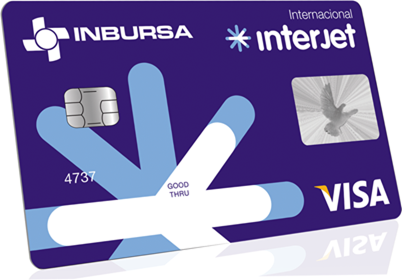 INBURSA
Internacional
interjet
4737
GOOD
THRU
VISA